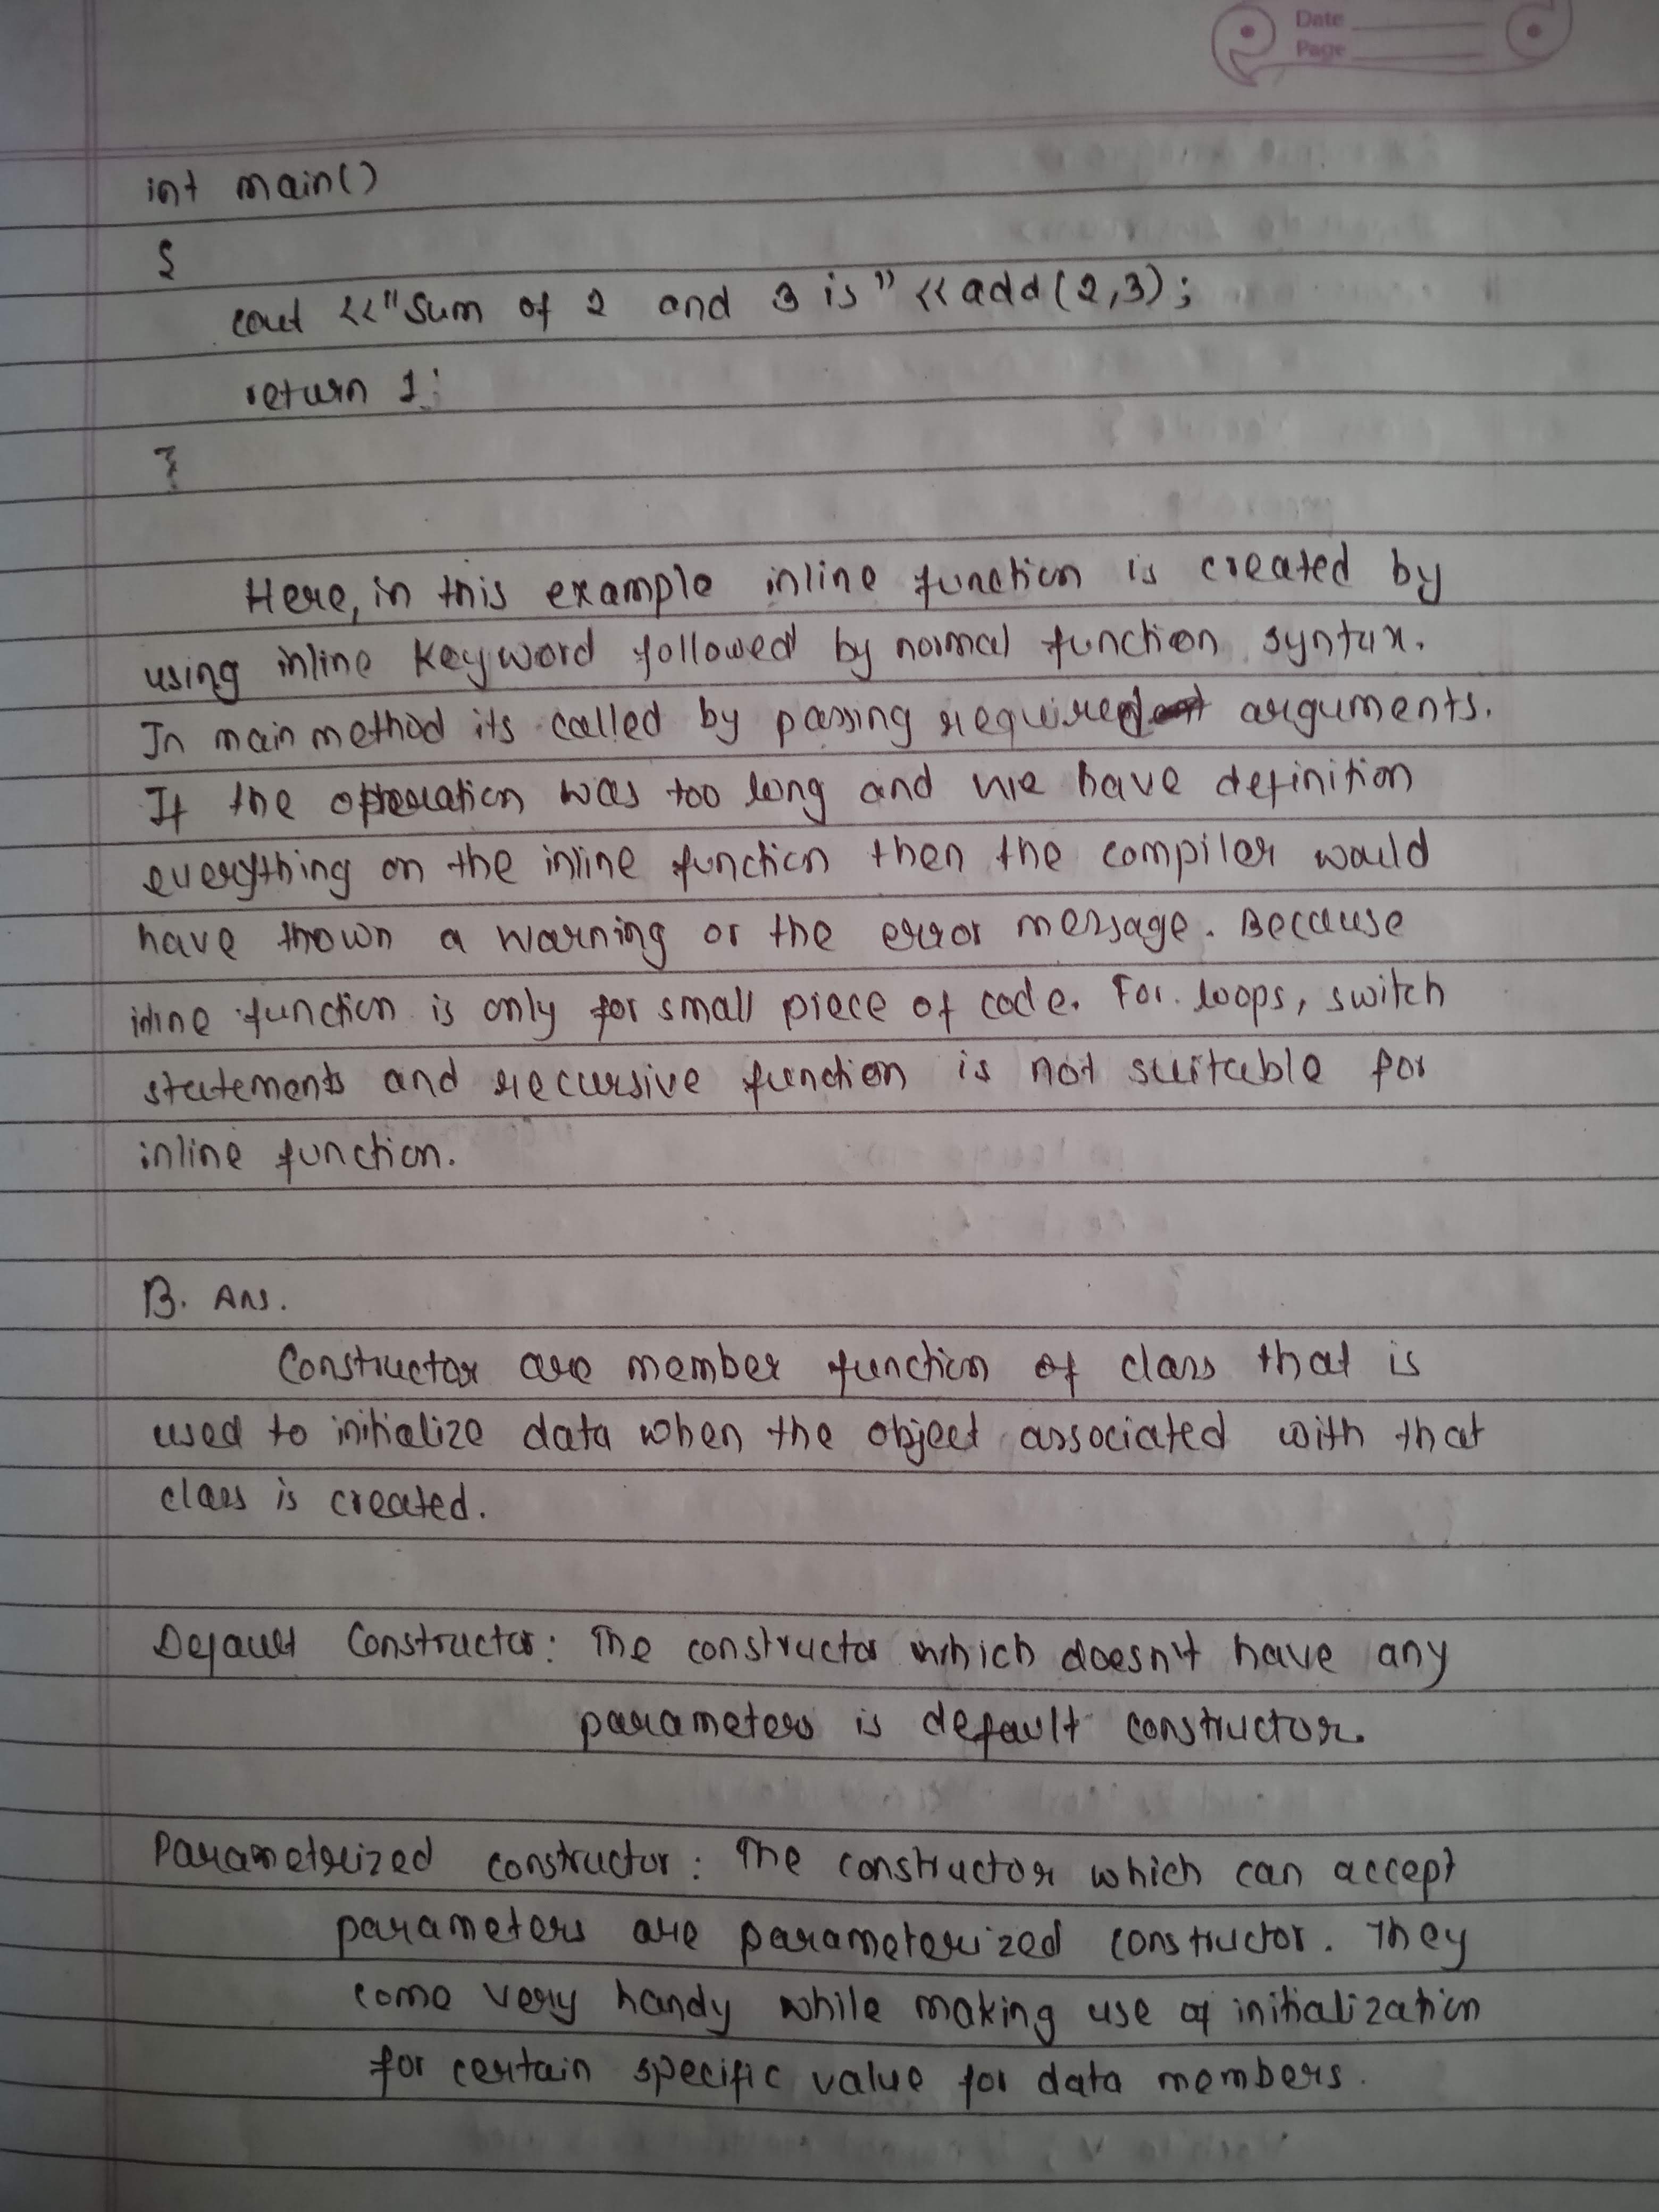 Date
Page
int main()
{
cout <<"Sum of 2 and 3 is" <<add(2,3);
return 1;
}
Here, in this example inline function is created by
using inline keyword followed by normal function syntax.
In main method its called by passing required arguments.
If the operation was too long and we have definition
everything on the inline function then the compiler would
have thown a warning or the error message. Because
inline function is only for small piece of code. For loops, switch
statements and recursive function is not suitable for
inline function.
B. Ans.
Constructor are member function of class that is
used to initialize data when the object associated with that
class is created.
Default Constructor: The constructor which doesn't have any
parameters is default constructor.
Parameterized constructor: The constructor which can accept
parameters are parameterized constructor. They
come very handy while making use of initialization
for certain specific value for data members.